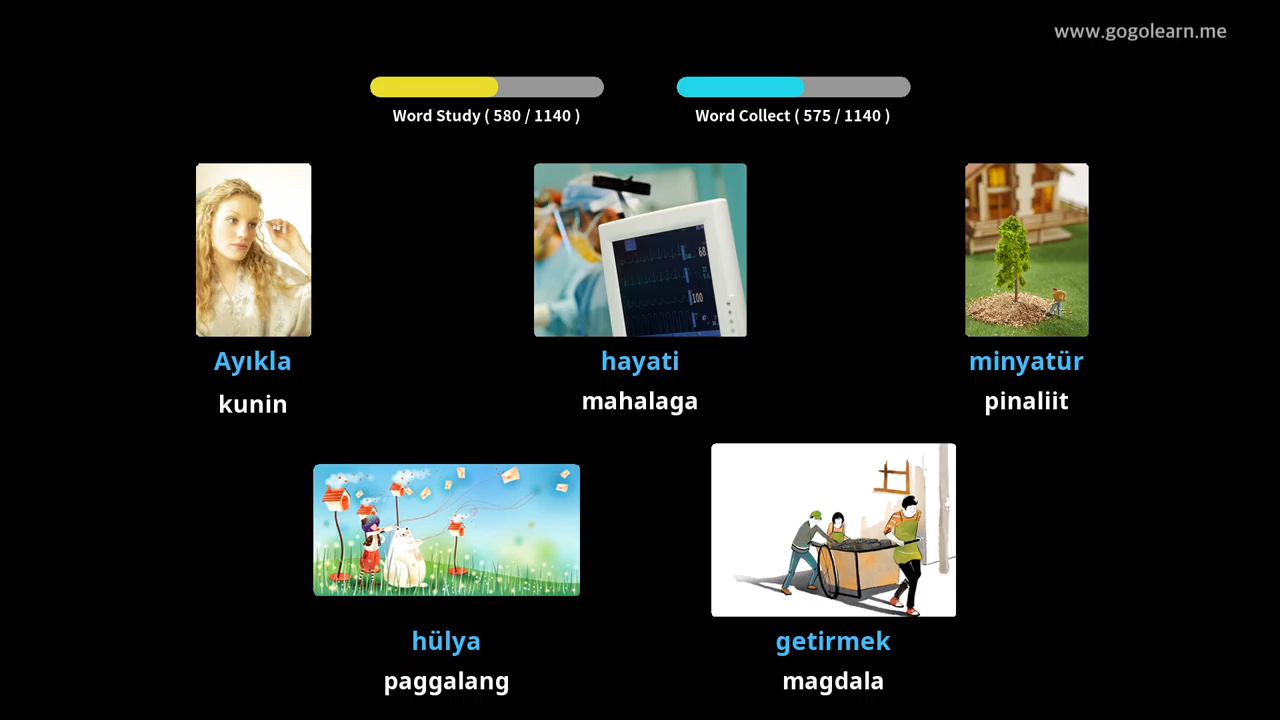 www.gogolearn.me
Word Study ( 580 / 1140 )
Word Collect ( 575 / 1140 )
Ayıkla
kunin
hayati
mahalaga
minyatür
pinaliit
hülya
paggalang
getirmek
magdala